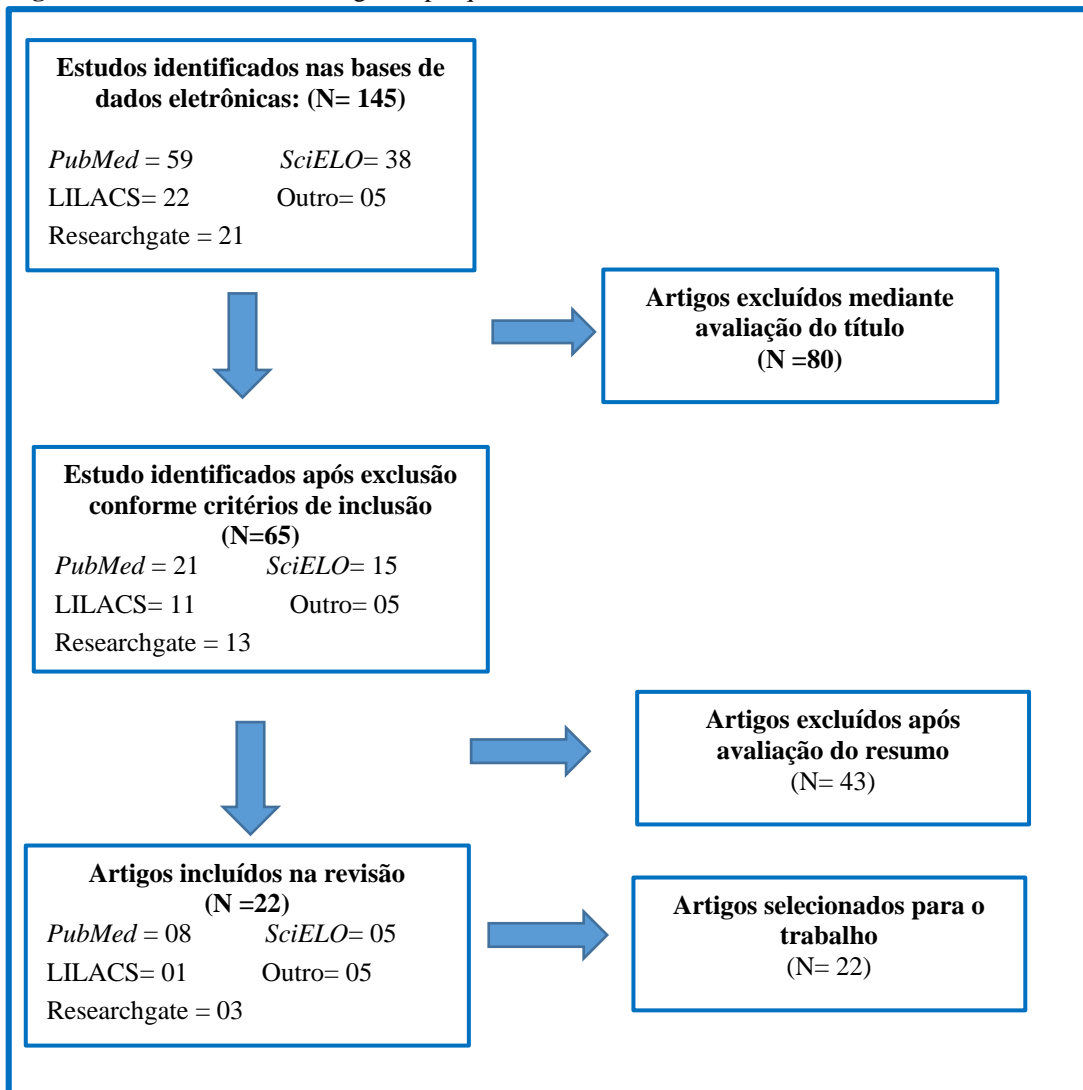 Estudos identificados nas bases de
dados eletrônicas: (N= 145)
PubMed = 59 SciELO= 38
LILACS= 22 Outro= 05
Researchgate = 21
Artigos excluídos mediante
avaliação do título
(N =80)
Estudo identificados após exclusão
conforme critérios de inclusão
(N=65)
PubMed = 21 SciELO= 15
LILACS= 11 Outro= 05
Researchgate = 13
Artigos excluídos após
avaliação do resumo
(N= 43)
Artigos incluídos na revisão
(N =22)
PubMed = 08 SciELO= 05
LILACS= 01 Outro= 05
Researchgate = 03
Artigos selecionados para o
trabalho
(N= 22)